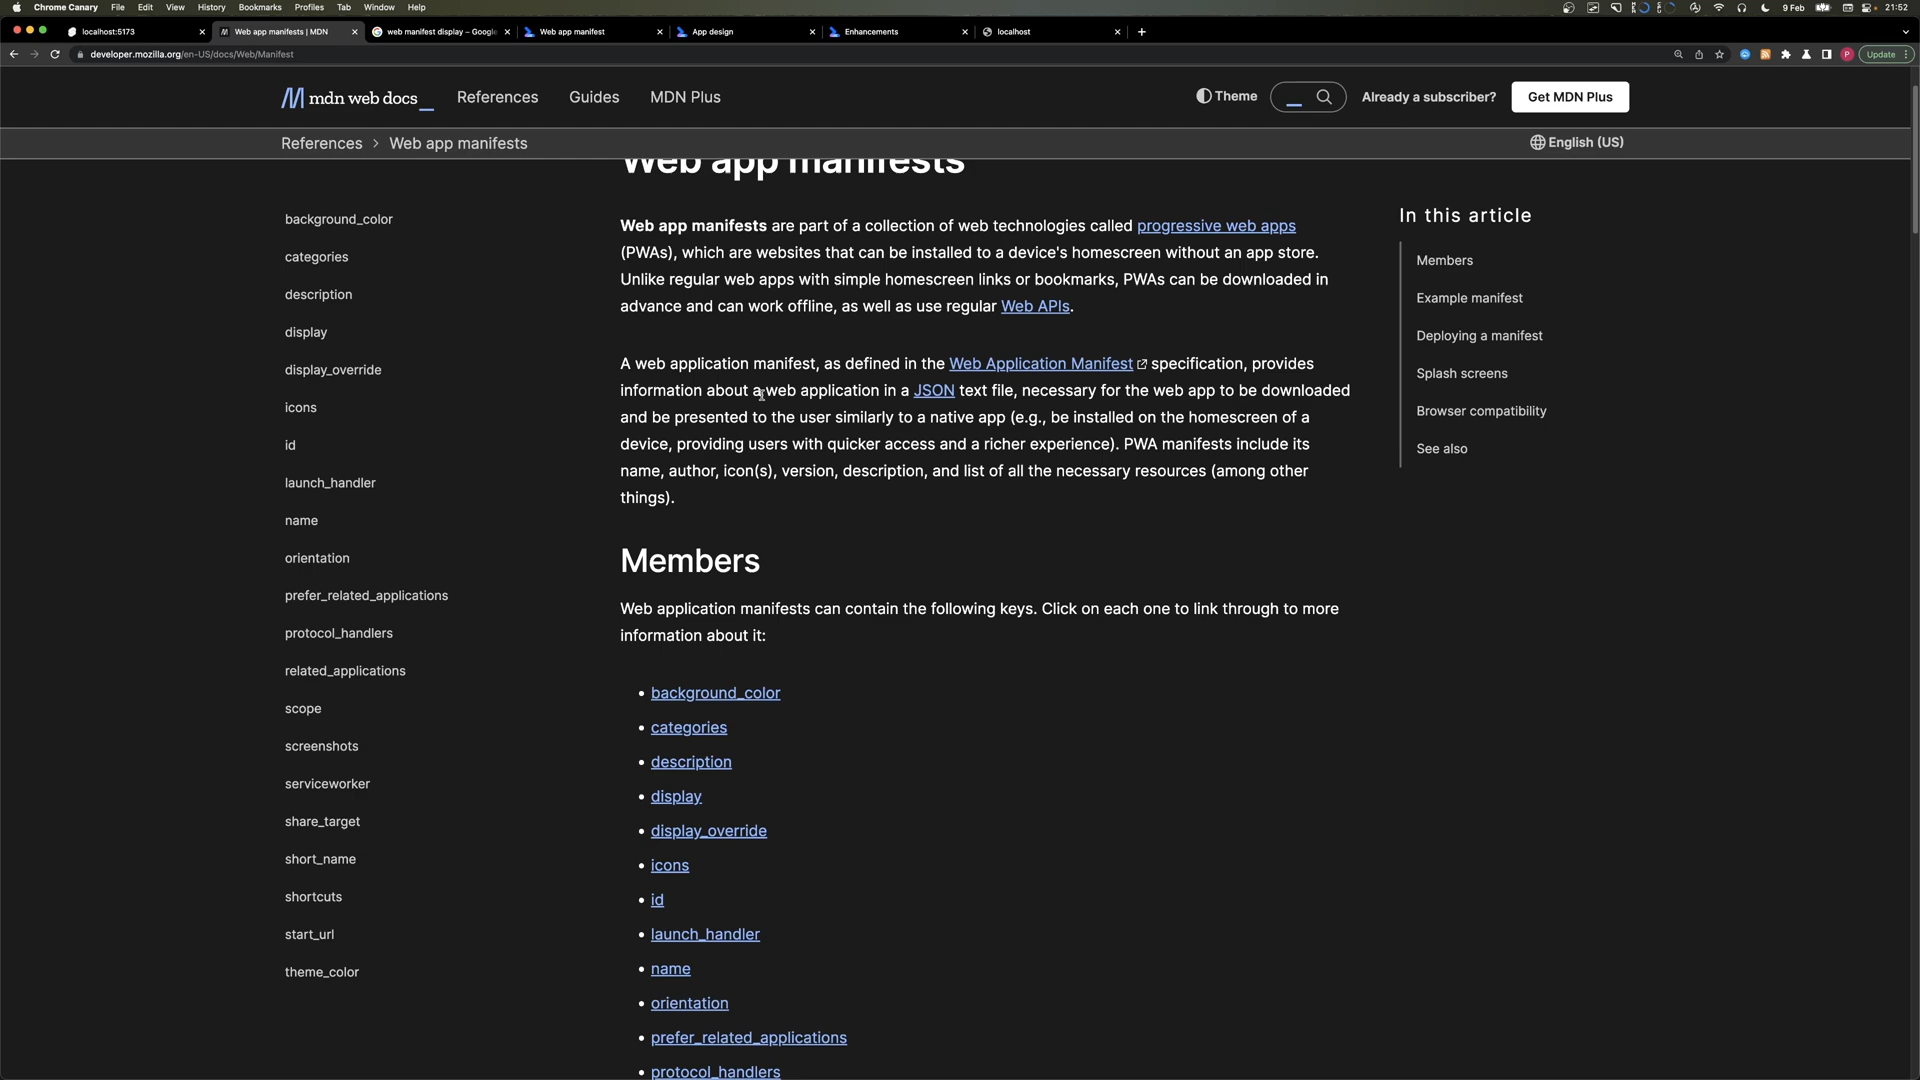 Chrome Canary File Edit View History Bookmarks Profiles Tab Window Help 9 Feb 21:52
localhost:5173 Web app manifests | MDN web manifest display – Google Web app manifest App design Enhancements localhost
developer.mozilla.org/en-US/docs/Web/Manifest P Update
mdn web docs_ References Guides MDN Plus Theme Already a subscriber? Get MDN Plus
References > Web app manifests English (US)
background_color
categories
description
display
display_override
icons
id
launch_handler
name
orientation
prefer_related_applications
protocol_handlers
related_applications
scope
screenshots
serviceworker
share_target
short_name
shortcuts
start_url
theme_color
Web app manifests
Web app manifests are part of a collection of web technologies called progressive web apps
(PWAs), which are websites that can be installed to a device's homescreen without an app store.
Unlike regular web apps with simple homescreen links or bookmarks, PWAs can be downloaded in
advance and can work offline, as well as use regular Web APIs.
A web application manifest, as defined in the Web Application Manifest specification, provides
information about a web application in a JSON text file, necessary for the web app to be downloaded
and be presented to the user similarly to a native app (e.g., be installed on the homescreen of a
device, providing users with quicker access and a richer experience). PWA manifests include its
name, author, icon(s), version, description, and list of all the necessary resources (among other
things).
Members
Web application manifests can contain the following keys. Click on each one to link through to more
information about it:
• background_color
• categories
• description
• display
• display_override
• icons
• id
• launch_handler
• name
• orientation
• prefer_related_applications
• protocol_handlers
In this article
Members
Example manifest
Deploying a manifest
Splash screens
Browser compatibility
See also